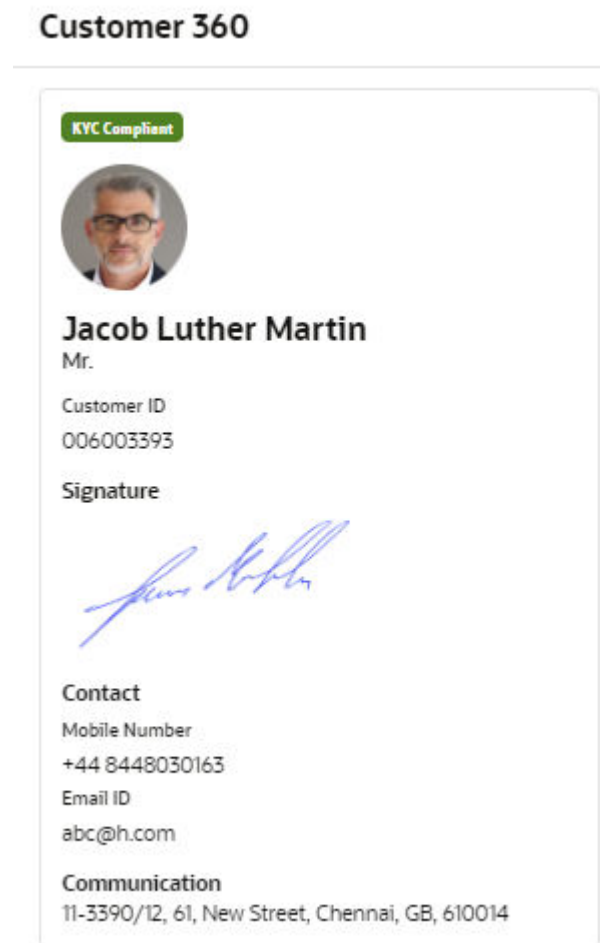 Customer 360
KYC Compliant
Jacob Luther Martin
Mr.
Customer ID
006003393
Signature
Contact
Mobile Number
+44 8448030163
Email ID
abc@h.com
Communication
11-3390/12, 61, New Street, Chennai, GB, 610014